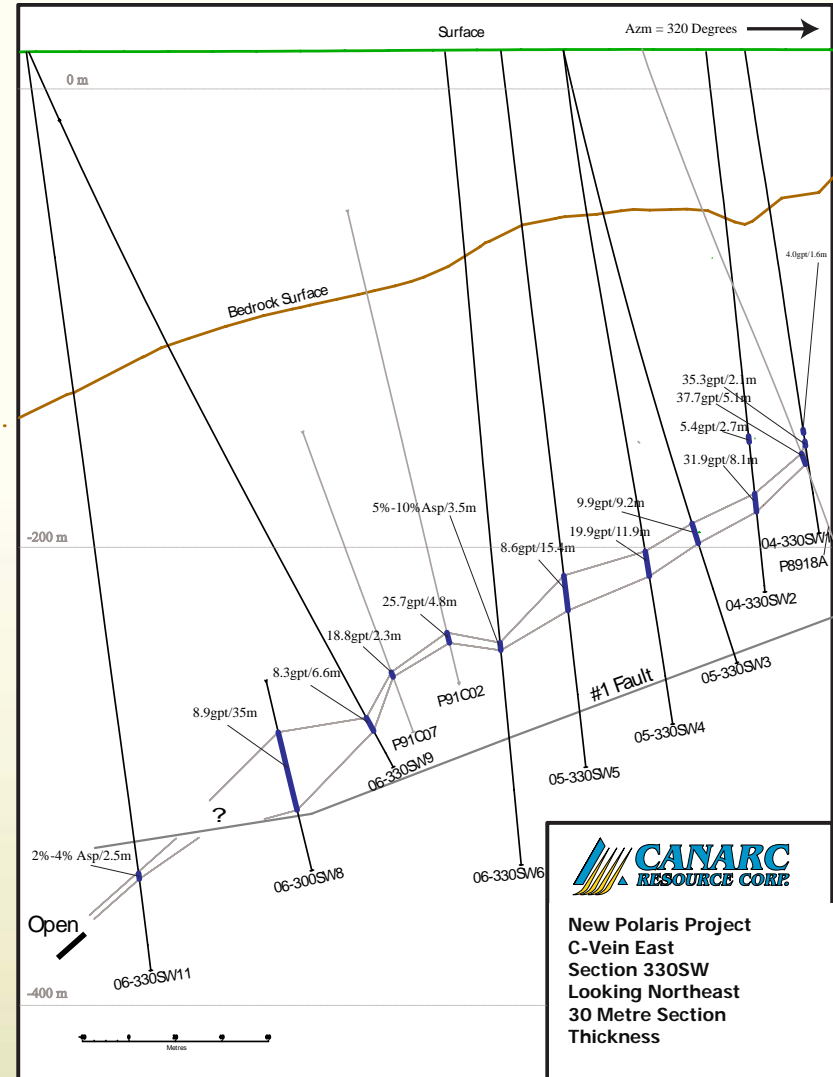 Surface
Azm = 320 Degrees
0 m
4.0gpt/1.6m
Bedrock Surface
35.3gpt/2.1m
37.7gpt/5.1m
5.4gpt/2.7m
31.9gpt/8.1m
5%-10% Asp/3.5m
9.9gpt/9.2m
19.9gpt/11.9m
8.6gpt/15.4m
-200 m
04-330SW1
P8918A
04-330SW2
25.7gpt/4.8m
18.8gpt/2.3m
8.3gpt/6.6m
8.9gpt/35m
#1 Fault
05-330SW3
P91C02
P91C07
05-330SW4
06-330SW9
05-330SW5
?
2%-4% Asp/2.5m
06-300SW8
06-330SW6
Open
06-330SW11
-400 m
Metres
CANARC
RESOURCE CORP.
New Polaris Project
C-Vein East
Section 330SW
Looking Northeast
30 Metre Section
Thickness